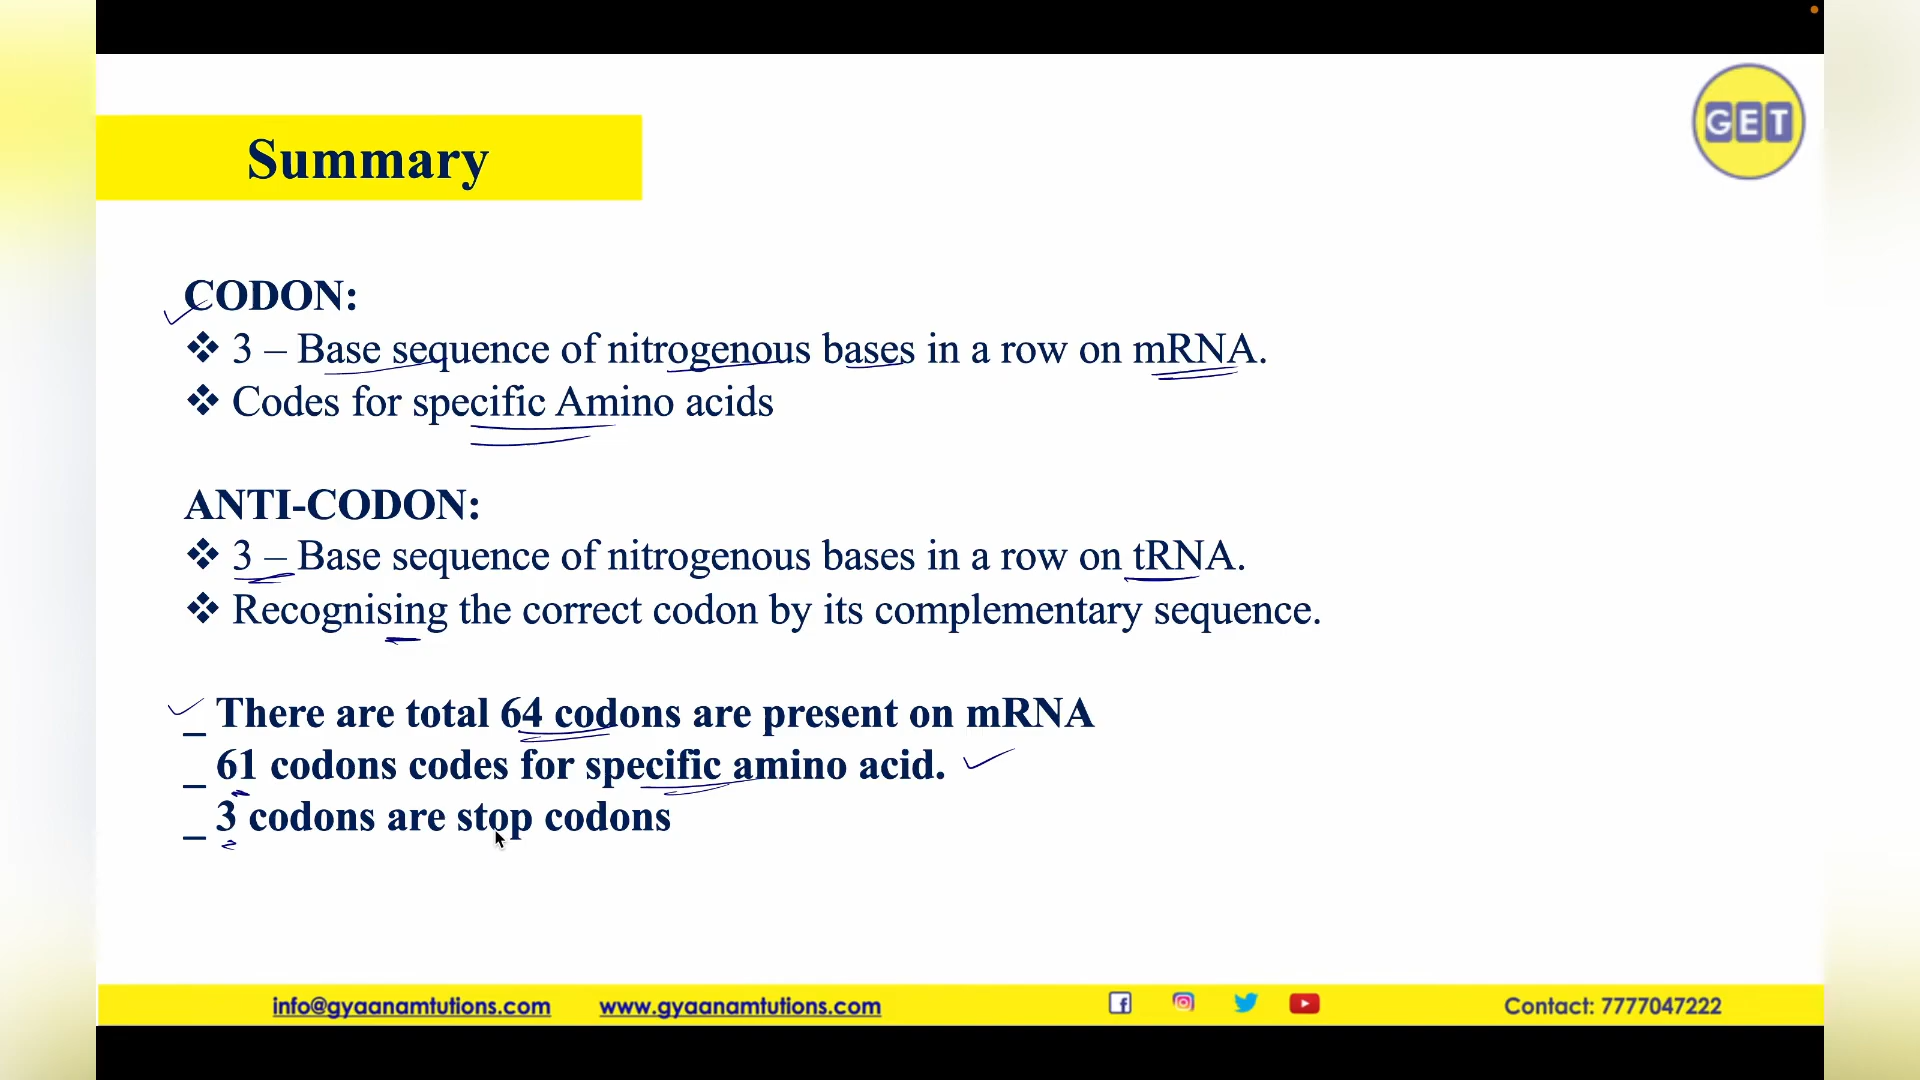 GET
Summary
CODON:
❖ 3 – Base sequence of nitrogenous bases in a row on mRNA.
❖ Codes for specific Amino acids
ANTI-CODON:
❖ 3 – Base sequence of nitrogenous bases in a row on tRNA.
❖ Recognising the correct codon by its complementary sequence.
_ There are total 64 codons are present on mRNA
_ 61 codons codes for specific amino acid.
_ 3 codons are stop codons
info@gyaanamtutions.com www.gyaanamtutions.com Contact: 7777047222